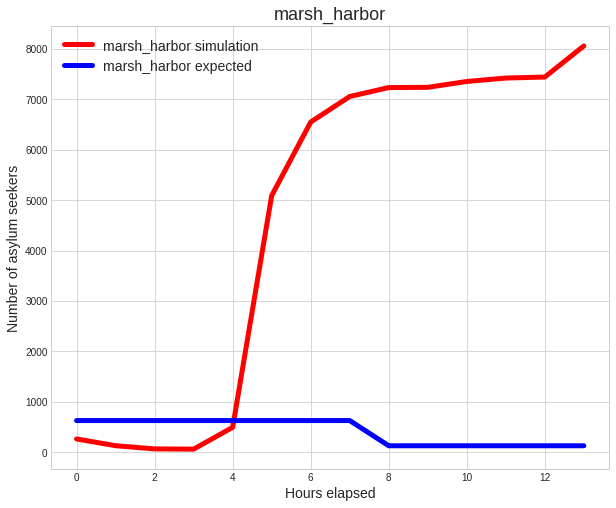 marsh_harbor
marsh_harbor simulation
marsh_harbor expected
Number of asylum seekers
8000
7000
6000
5000
4000
3000
2000
1000
0
0 2 4 6 8 10 12
Hours elapsed